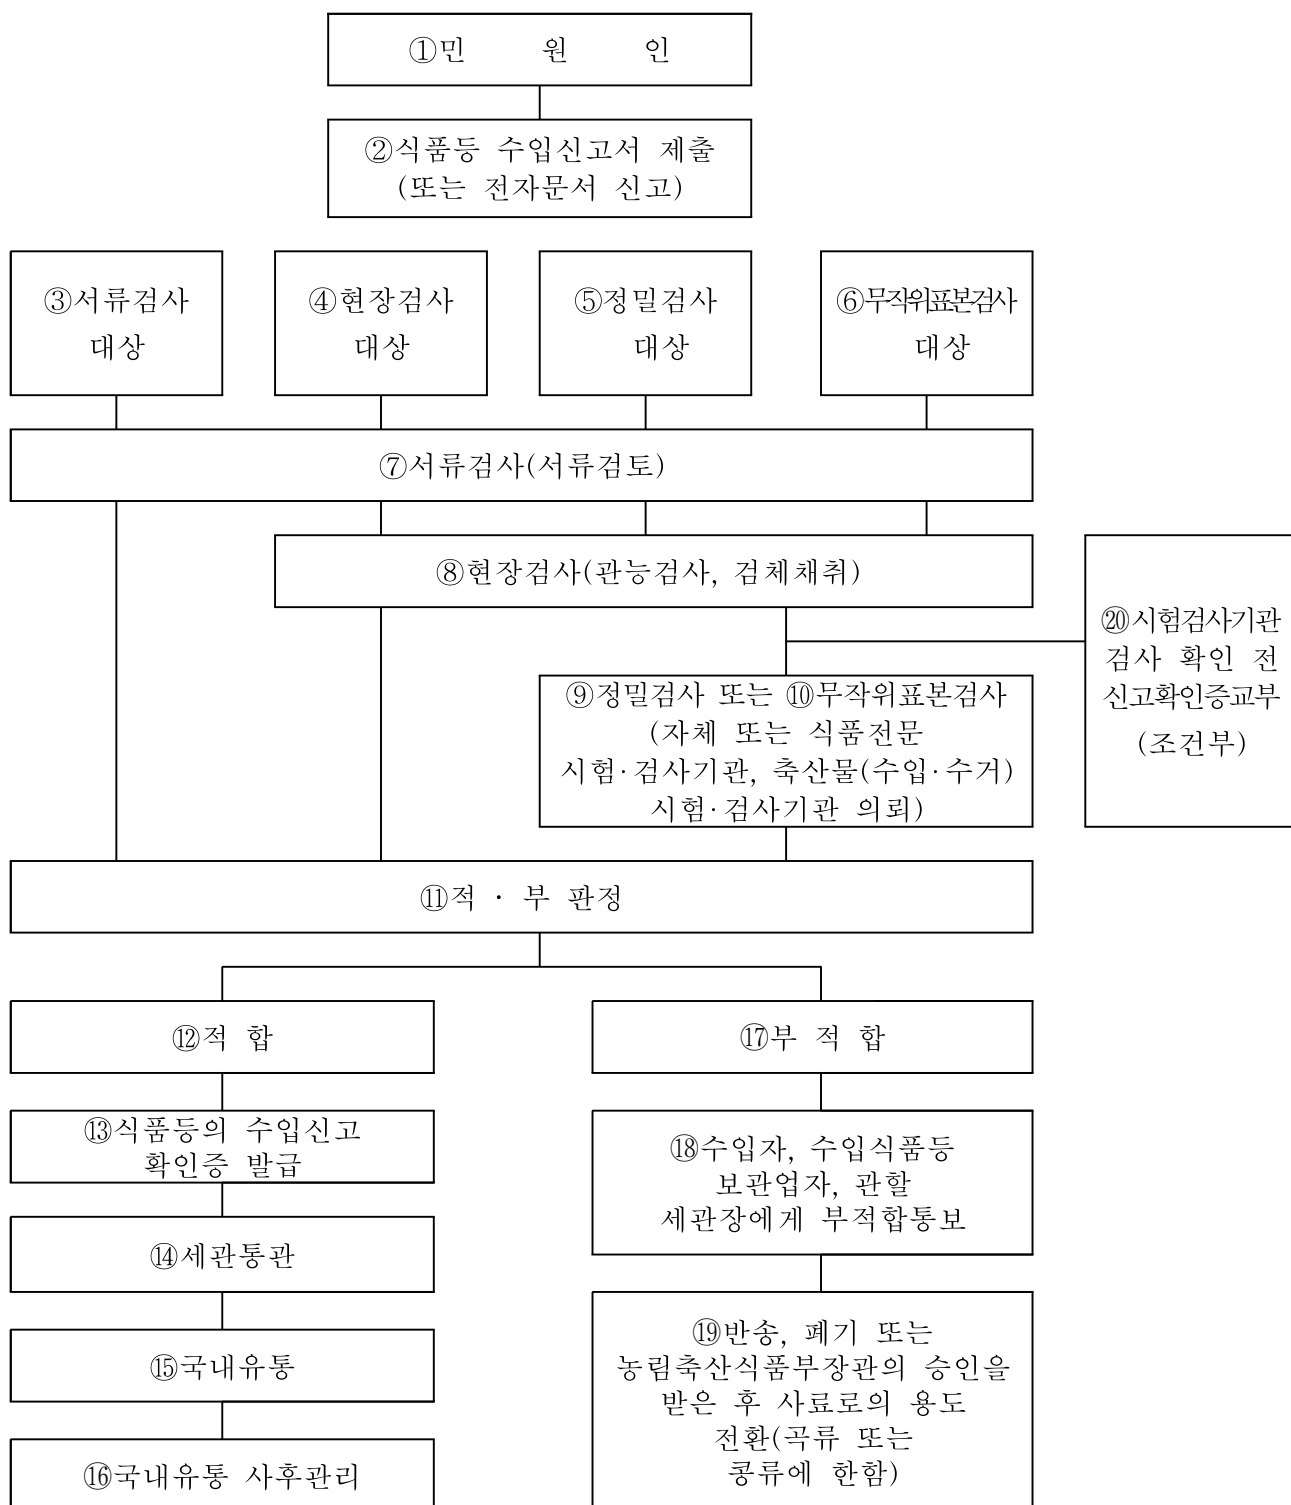 ①민 원 인
②식품등 수입신고서 제출
(또는 전자문서 신고)
③서류검사
대상
④현장검사
대상
⑤정밀검사
대상
⑥무작위표본검사
대상
⑦서류검사(서류검토)
⑧현장검사(관능검사, 검체채취)
⑳시험검사기관
검사 확인 전
신고확인증교부
(조건부)
⑨정밀검사 또는 ⑩무작위표본검사
(자체 또는 식품전문
시험·검사기관, 축산물(수입·수거)
시험·검사기관 의뢰)
⑪적 · 부 판정
⑫적 합
⑬식품등의 수입신고
확인증 발급
⑭세관통관
⑮국내유통
⑯국내유통 사후관리
⑰부 적 합
⑱수입자, 수입식품등
보관업자, 관할
세관장에게 부적합통보
⑲반송, 폐기 또는
농림축산식품부장관의 승인을
받은 후 사료로의 용도
전환(곡류 또는
콩류에 한함)